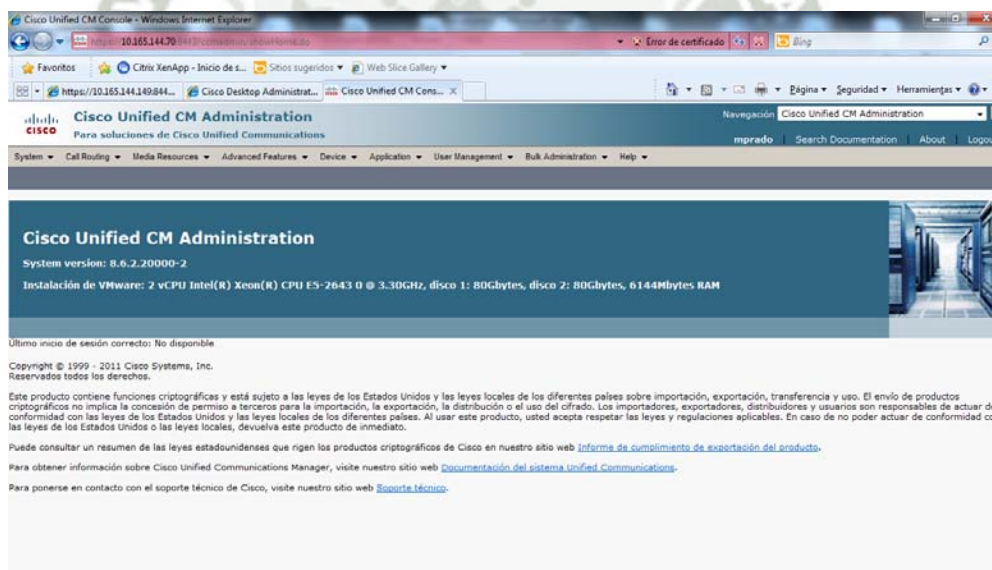 Cisco Unified CM Console - Windows Internet Explorer
10.165.144.70
Error de certificado
Bing
Favoritos
Citrix XenApp - Inicio de s...
Sitios sugeridos
Web Slice Gallery
https://10.165.144.149:844...
Cisco Desktop Administrat...
Cisco Unified CM Cons...
X
Página
Seguridad
Herramientas
CISCO
Cisco Unified CM Administration
Para soluciones de Cisco Unified Communications
Navegación
Cisco Unified CM Administration
mprado
Search Documentation
About
Logou
System
Call Routing
Media Resources
Advanced Features
Device
Application
User Management
Bulk Administration
Help
Cisco Unified CM Administration
System version: 8.6.2.20000-2
Instalación de VMware: 2 vCPU Intel(R) Xeon(R) CPU E5-2643 0 @ 3.30GHz, disco 1: 80Gbytes, disco 2: 80Gbytes, 6144Mbytes RAM
Último inicio de sesión correcto: No disponible
Copyright © 1999 - 2011 Cisco Systems, Inc.
Reservados todos los derechos.
Este producto contiene funciones criptográficas y está sujeto a las leyes de los Estados Unidos y las leyes locales de los diferentes países sobre importación, exportación, transferencia y uso. El envío de productos
criptográficos no implica la concesión de permiso a terceros para la importación, la exportación, la distribución o el uso del cifrado. Los importadores, exportadores, distribuidores y usuarios son responsables de actuar de
conformidad con las leyes de los Estados Unidos y las leyes locales de los diferentes países. Al usar este producto, usted acepta respetar las leyes y regulaciones aplicables. En caso de no poder actuar de conformidad co
las leyes de los Estados Unidos o las leyes locales, devuelva este producto de inmediato.
Puede consultar un resumen de las leyes estadounidenses que rigen los productos criptográficos de Cisco en nuestro sitio web Informe de cumplimiento de exportación del producto.
Para obtener información sobre Cisco Unified Communications Manager, visite nuestro sitio web Documentación del sistema Unified Communications.
Para ponerse en contacto con el soporte técnico de Cisco, visite nuestro sitio web Soporte técnico.